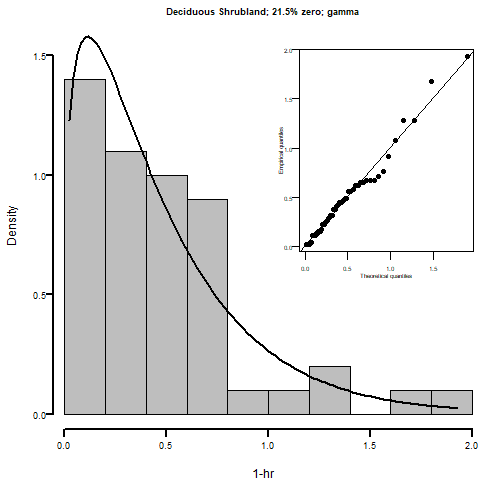 Deciduous Shrubland; 21.5% zero; gamma
Density
1.5
1.0
0.5
0.0
0.0 0.5 1.0 1.5 2.0
1-hr
Empirical quantiles
2.0
1.5
1.0
0.5
0.0
0.0 0.5 1.0 1.5
Theoretical quantiles